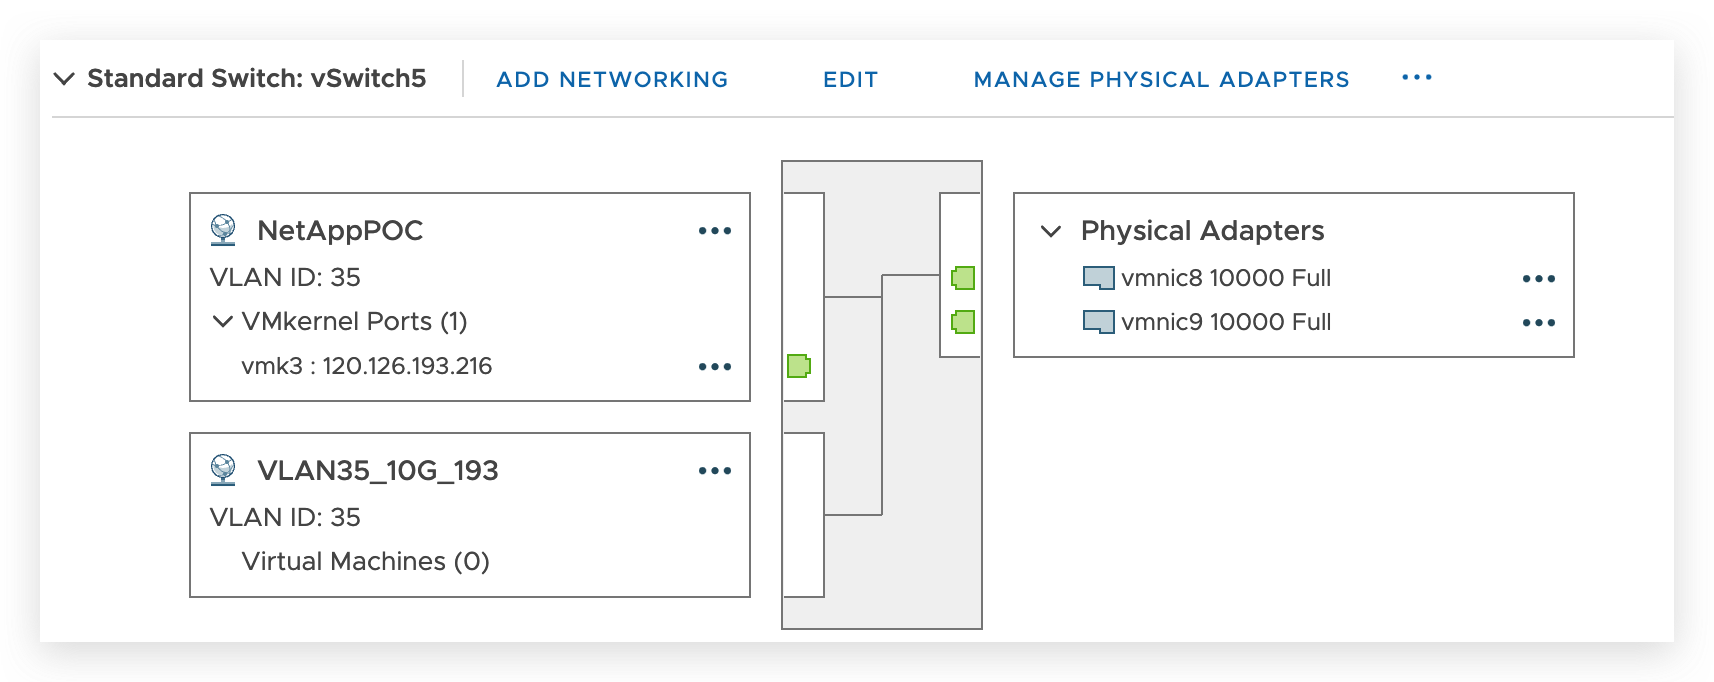 Standard Switch: vSwitch5
ADD NETWORKING
EDIT
MANAGE PHYSICAL ADAPTERS
NetAppPOC
VLAN ID: 35
VMkernel Ports (1)
vmk3 : 120.126.193.216
VLAN35_10G_193
VLAN ID: 35
Virtual Machines (0)
Physical Adapters
vmnic8 10000 Full
vmnic9 10000 Full